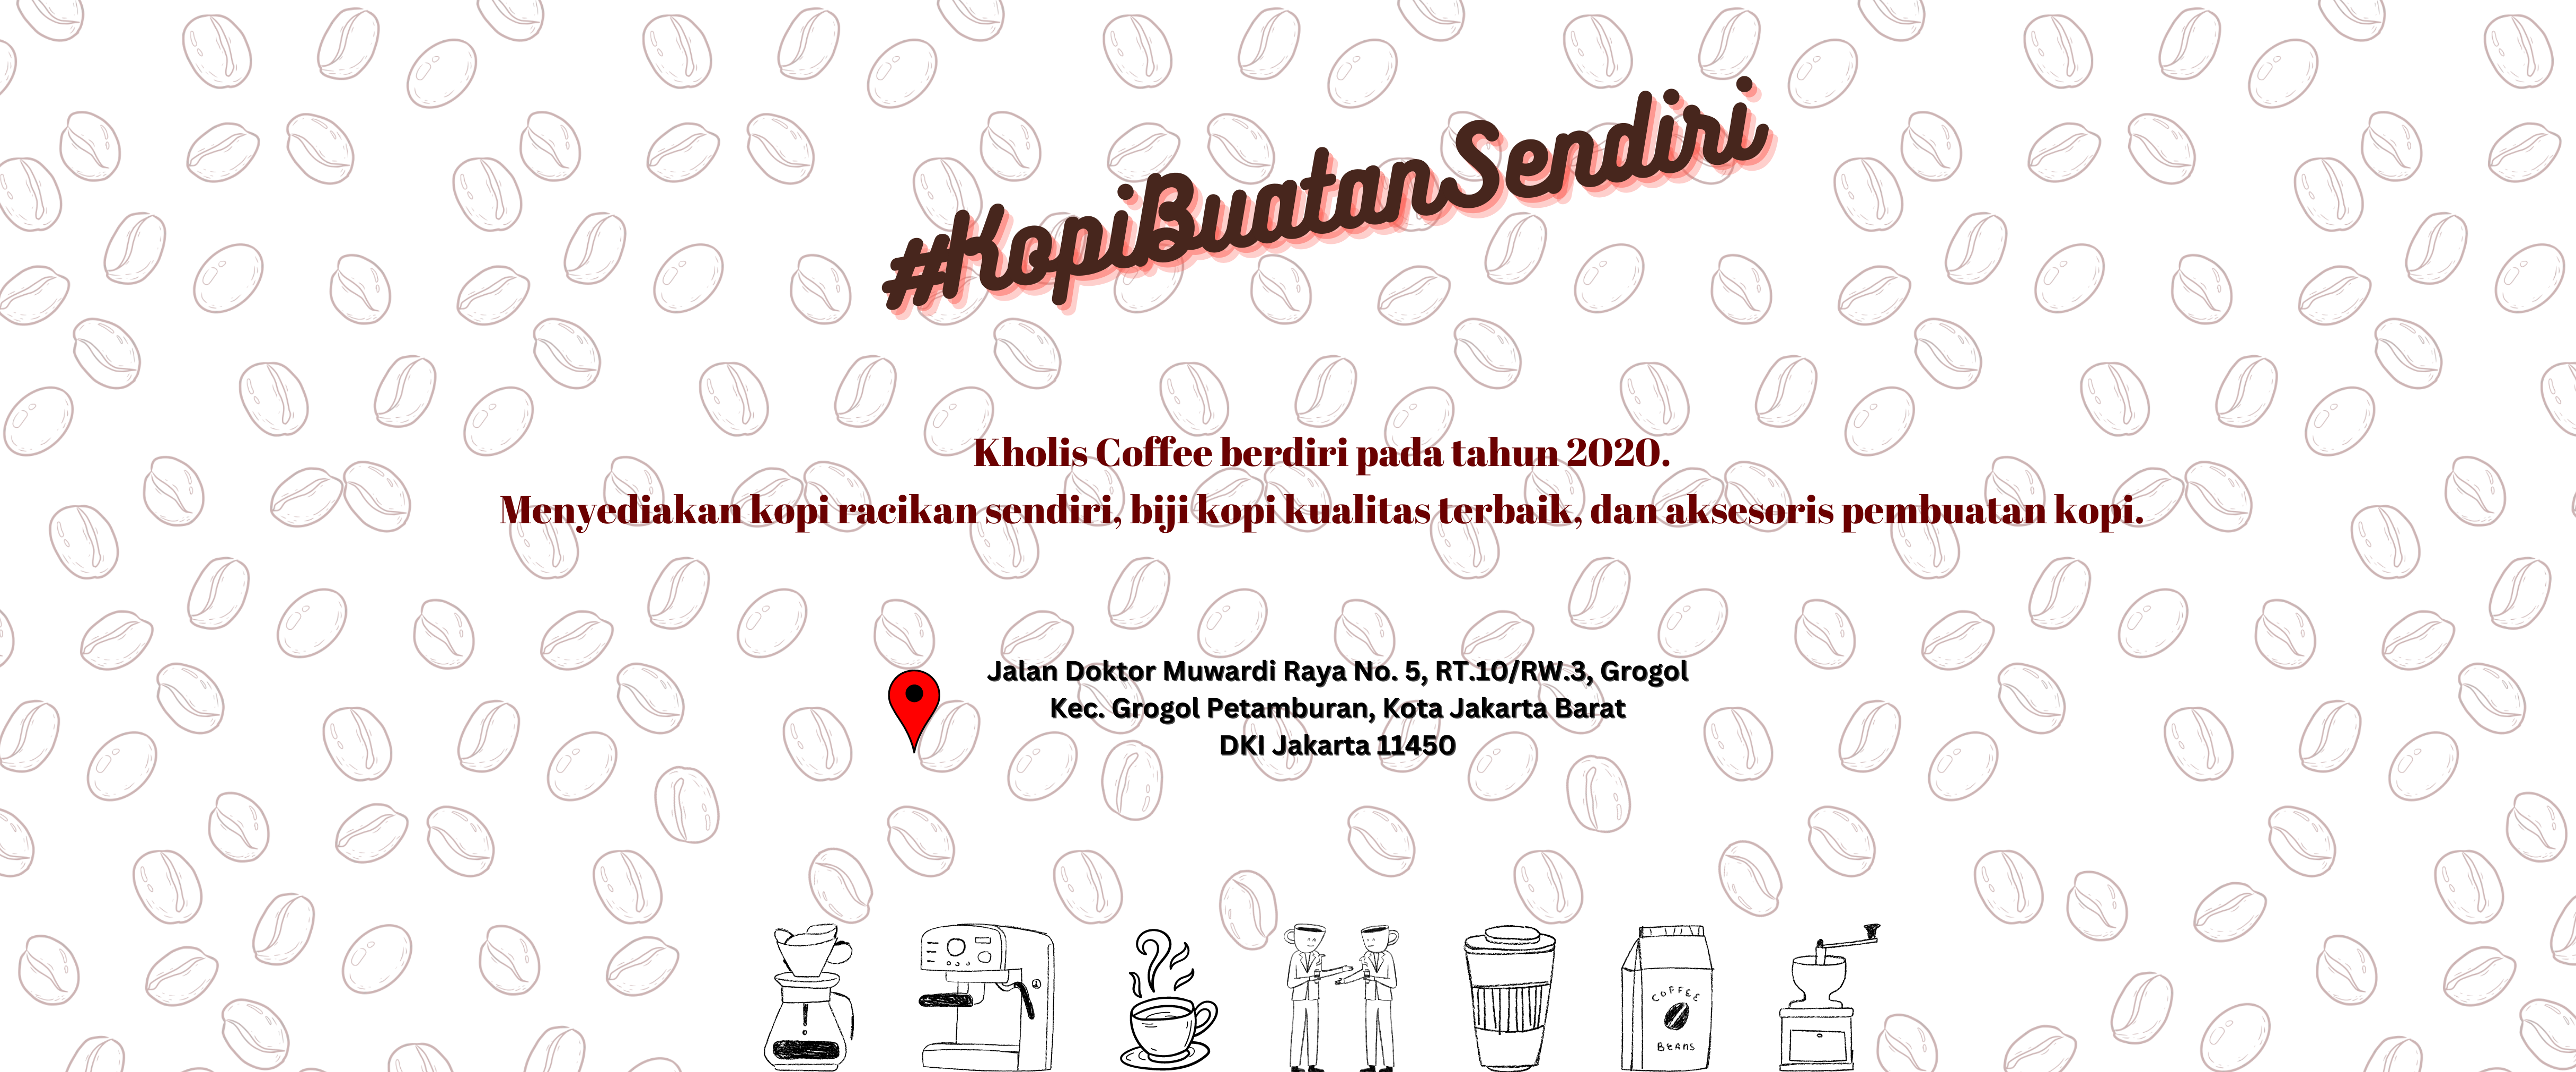 #KopiBuatanSendiri
Kholis Coffee berdiri pada tahun 2020.
Menyediakan kopi racikan sendiri, biji kopi kualitas terbaik, dan aksesoris pembuatan kopi.
Jalan Doktor Muwardi Raya No. 5, RT.10/RW.3, Grogol
Kec. Grogol Petamburan, Kota Jakarta Barat
DKI Jakarta 11450
COFFEE
BEANS